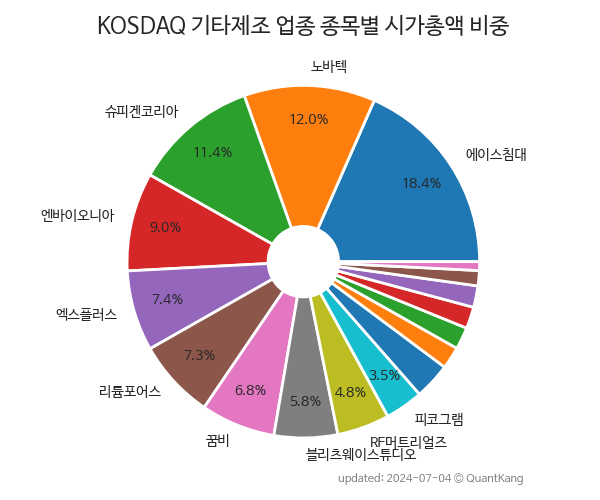 KOSDAQ 기타제조 업종 종목별 시가총액 비중
노바텍
12.0%
슈피겐코리아
11.4%
에이스침대
18.4%
엔바이오니아
9.0%
엑스플러스
7.4%
리튬포어스
7.3%
꿈비
6.8%
블리츠웨이스튜디오
5.8%
RF머트리얼즈
4.8%
피코그램
3.5%
updated: 2024-07-04 © QuantKang